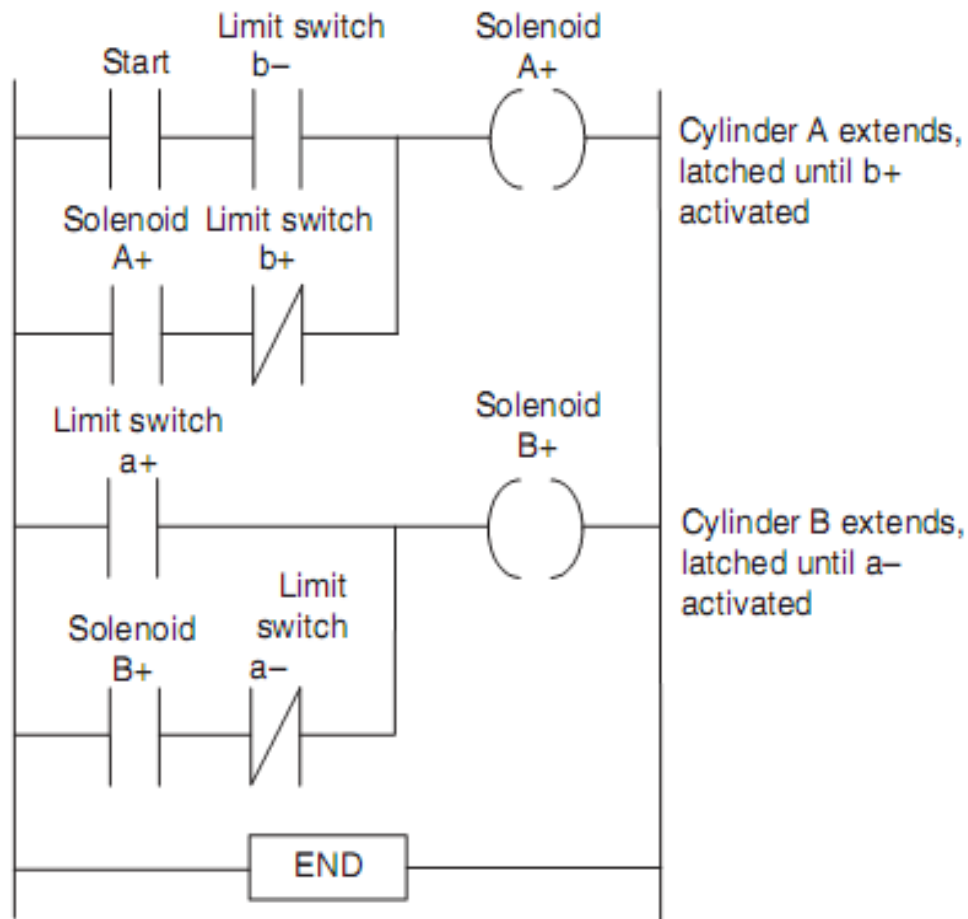 Limit switch
Start
b–
Solenoid
A+
Cylinder A extends,
latched until b+
activated
Solenoid
A+
Limit switch
b+
Limit switch
a+
Solenoid
B+
Cylinder B extends,
latched until a–
activated
Solenoid
B+
Limit
switch
a–
END